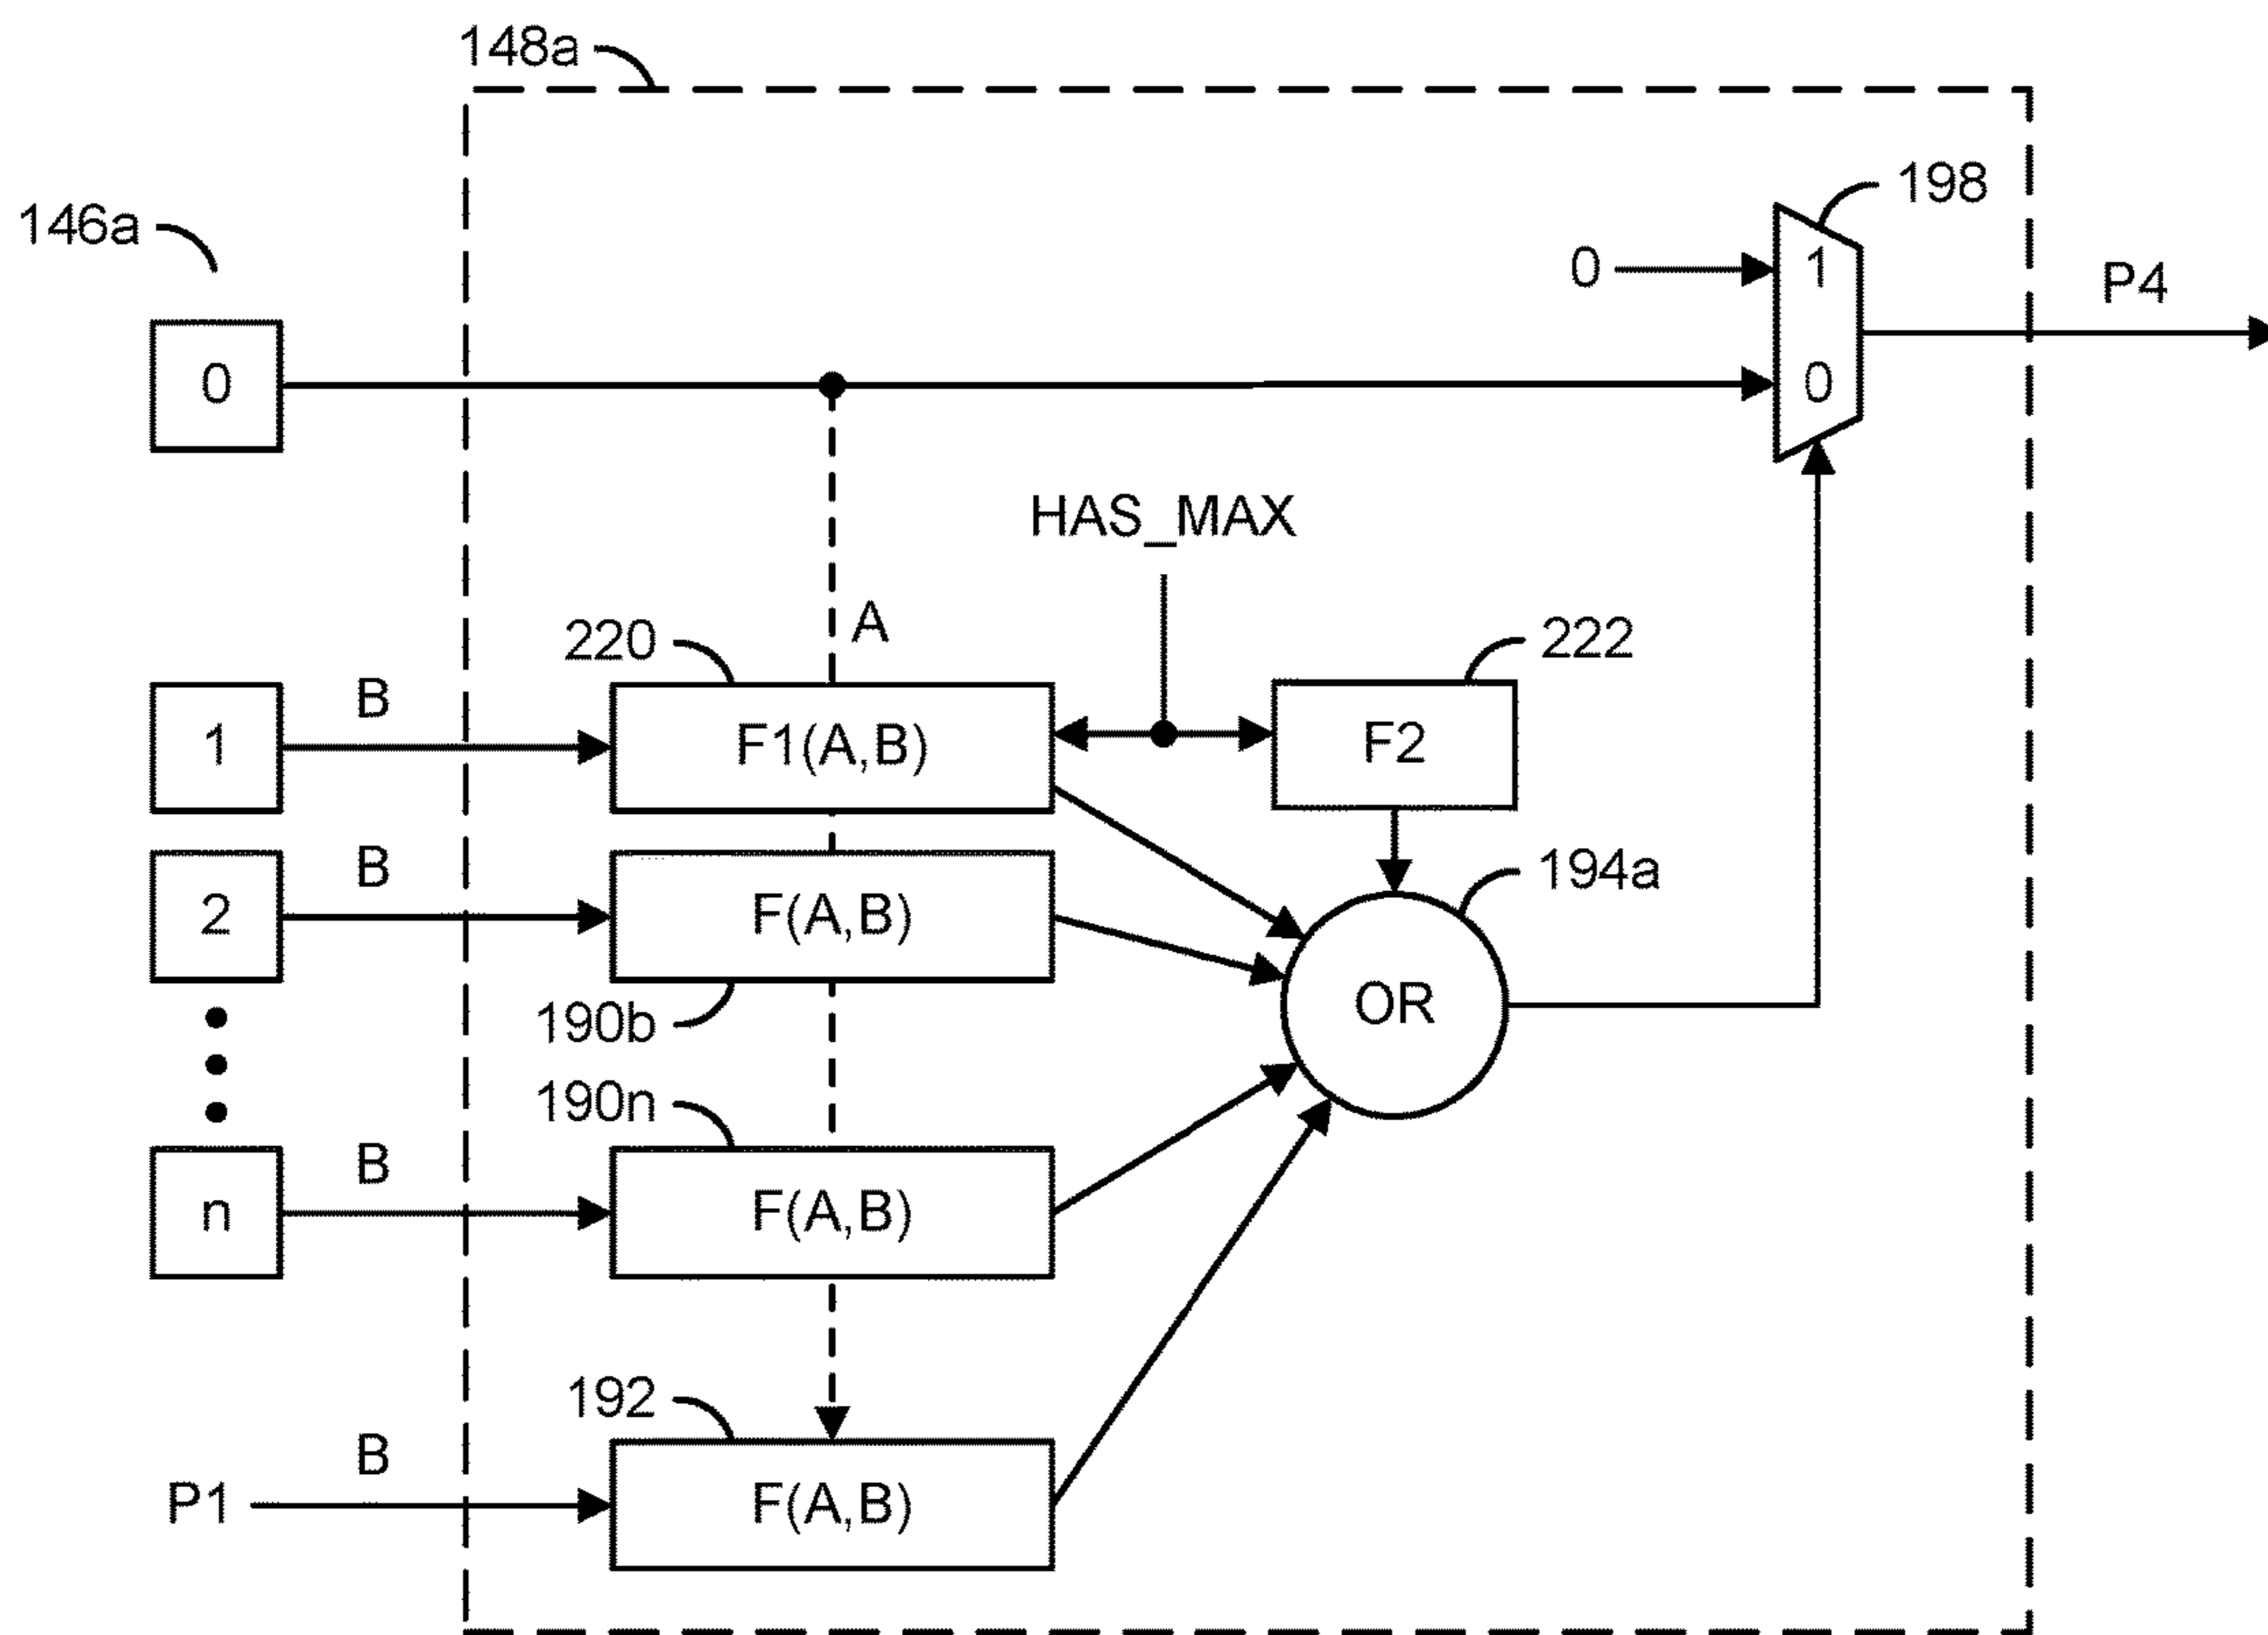 148a
198
146a
0
1
P4
0
0
HAS_MAX
A
220
222
B
1
F1(A,B)
F2
B
2
F(A,B)
194a
OR
190b
190n
B
n
F(A,B)
192
B
P1
F(A,B)